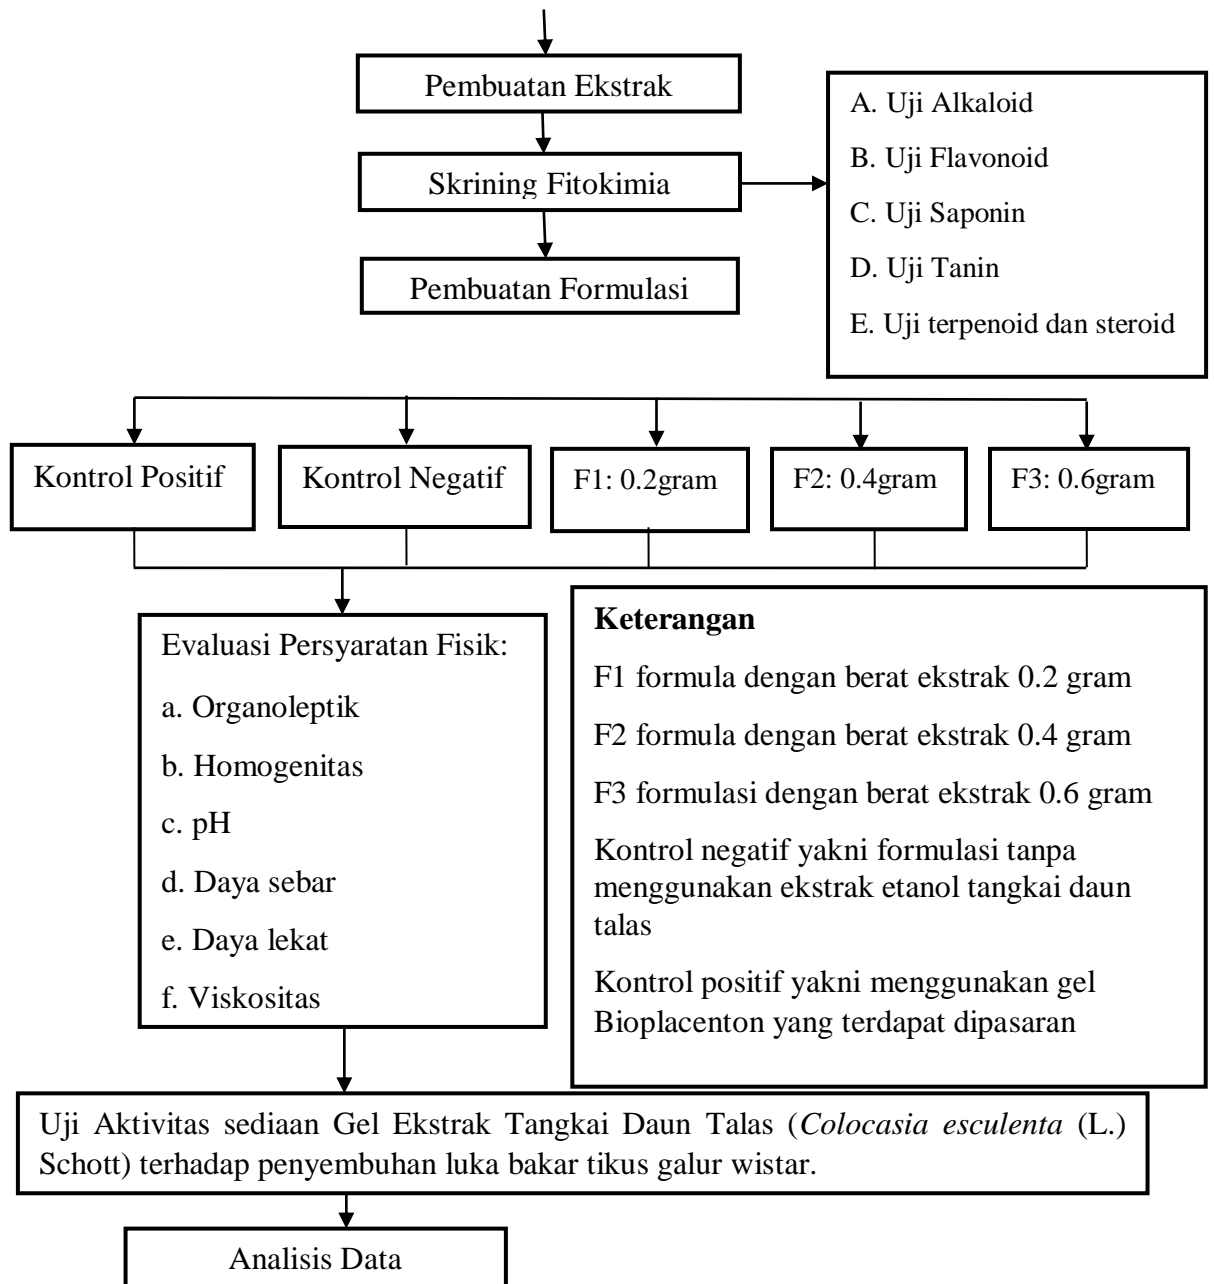 Pembuatan Ekstrak
Skrining Fitokimia
Pembuatan Formulasi
A. Uji Alkaloid
B. Uji Flavonoid
C. Uji Saponin
D. Uji Tanin
E. Uji terpenoid dan steroid
Kontrol Positif
Kontrol Negatif
F1: 0.2gram
F2: 0.4gram
F3: 0.6gram
Evaluasi Persyaratan Fisik:
a. Organoleptik
b. Homogenitas
c. pH
d. Daya sebar
e. Daya lekat
f. Viskositas
Keterangan
F1 formula dengan berat ekstrak 0.2 gram
F2 formula dengan berat ekstrak 0.4 gram
F3 formulasi dengan berat ekstrak 0.6 gram
Kontrol negatif yakni formulasi tanpa
menggunakan ekstrak etanol tangkai daun
talas
Kontrol positif yakni menggunakan gel
Bioplacenton yang terdapat dipasaran
Uji Aktivitas sediaan Gel Ekstrak Tangkai Daun Talas (Colocasia esculenta (L.)
Schott) terhadap penyembuhan luka bakar tikus galur wistar.
Analisis Data